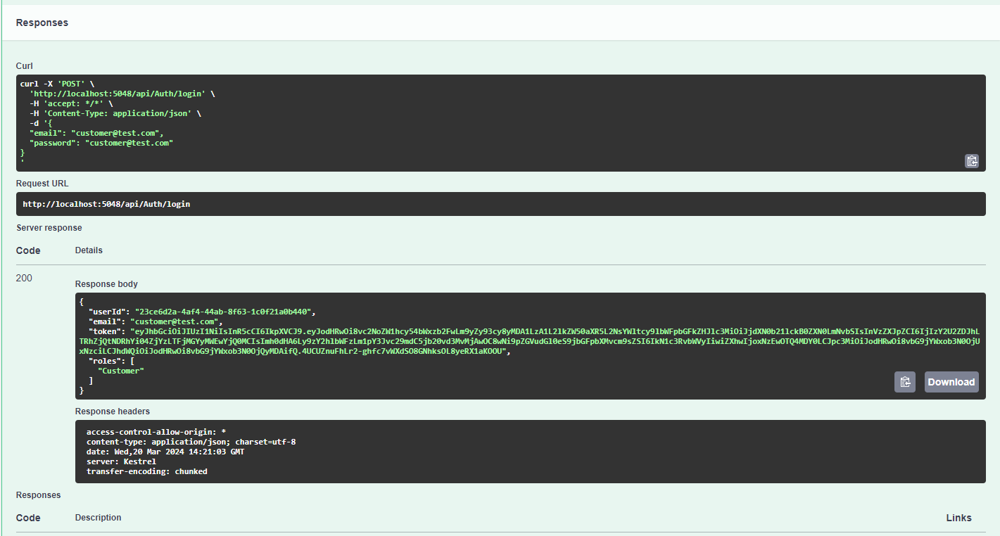 Responses
Curl
curl -X 'POST' \
  'http://localhost:5048/api/Auth/login' \
  -H 'accept: */*' \
  -H 'Content-Type: application/json' \
  -d '{
  "email": "customer@test.com",
  "password": "customer@test.com"
}
'
Request URL
http://localhost:5048/api/Auth/login
Server response
Code Details
200
Response body
{
  "userId": "23ce6d2a-4af4-44ab-8f63-1c0f21a0b440",
  "email": "customer@test.com",
  "token": "eyJhbGciOiJIUzI1NiIsInR5cCI6IkpXVCJ9.eyJodHRwOi8vc2NoZW1hcy54bWxzb2FwLm9yZy93cy8yMDA1LzA1L2lkZW50aXR5L2NsYWltcy9lbWFpbGFkZHJlc3MiOiJjdXN0b21lckB0ZXN0LmNvbSIsInVzZXJpZCI6IjIzY2U2ZDJhL
TRhZjQtNDRhYi04ZjYzLTFjMGYyMWEwYjQ0MCIsImh0dHA6Ly9zY2hlbWFzLm1pY3Jvc29mdC5jb20vd3MvMjAwOC8wNi9pZGVudGl0eS9jbGFpbXMvcm9sZSI6IkN1c3RvbWVyIiwiZXhwIjoxNzEwOTQ4MDY0LCJpc3MiOiJodHRwOi8vbG9jYWxob3N0OjU
xNzciLCJhdWQiOiJodHRwOi8vbG9jYWxob3N0OjQyMDAifQ.4UCUZnuFhLr2-ghfc7vWXdSO8GNhksOL8yeRX1aKOOU",
  "roles": [
    "Customer"
  ]
}
Download
Response headers
access-control-allow-origin: *
content-type: application/json; charset=utf-8
date: Wed,20 Mar 2024 14:21:03 GMT
server: Kestrel
transfer-encoding: chunked
Responses
Code Description Links